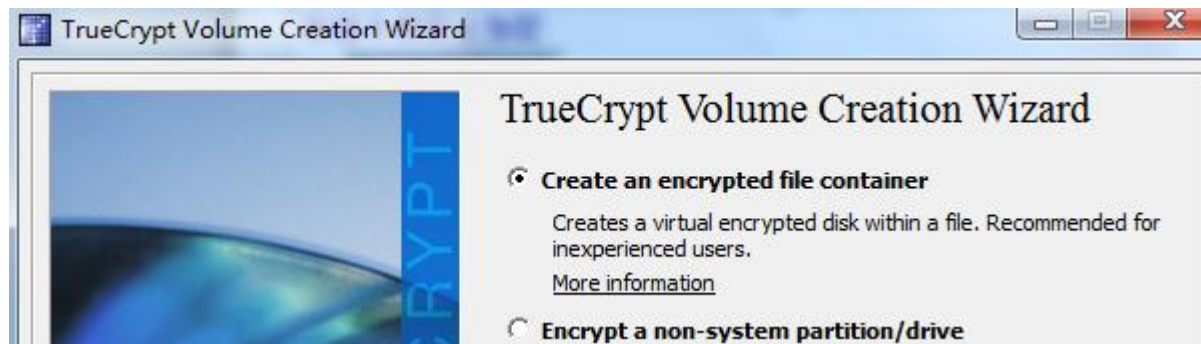 TrueCrypt Volume Creation Wizard
TrueCrypt Volume Creation Wizard
Create an encrypted file container
Creates a virtual encrypted disk within a file. Recommended for
inexperienced users.
More information
Encrypt a non-system partition/drive
CRYPT